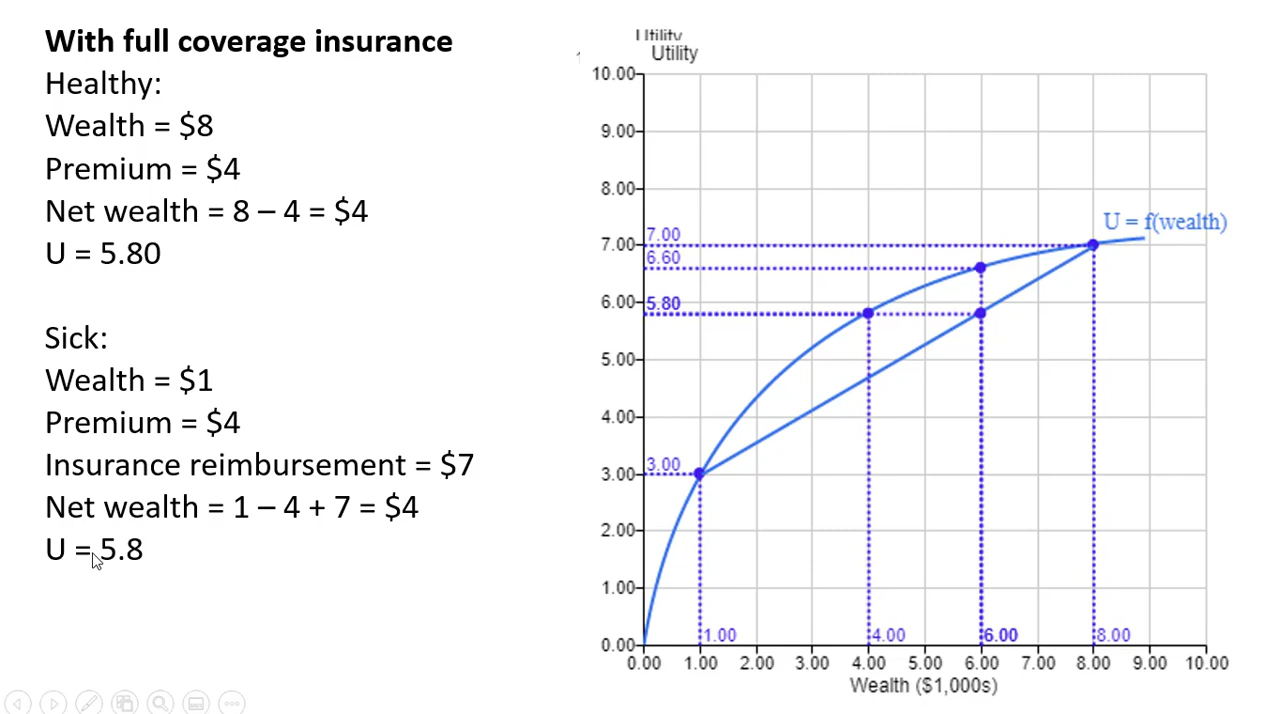 With full coverage insurance
Healthy:
Wealth = $8
Premium = $4
Net wealth = 8 – 4 = $4
U = 5.80
Sick:
Wealth = $1
Premium = $4
Insurance reimbursement = $7
Net wealth = 1 – 4 + 7 = $4
U = 5.8
Utility
Utility
10.00
9.00
8.00
U = f(wealth)
7.00
7.00
6.60
6.00
5.80
5.00
4.00
3.00
3.00
2.00
1.00
0.00
1.00
4.00
6.00
8.00
0.00 1.00 2.00 3.00 4.00 5.00 6.00 7.00 8.00 9.00 10.00
Wealth ($1,000s)